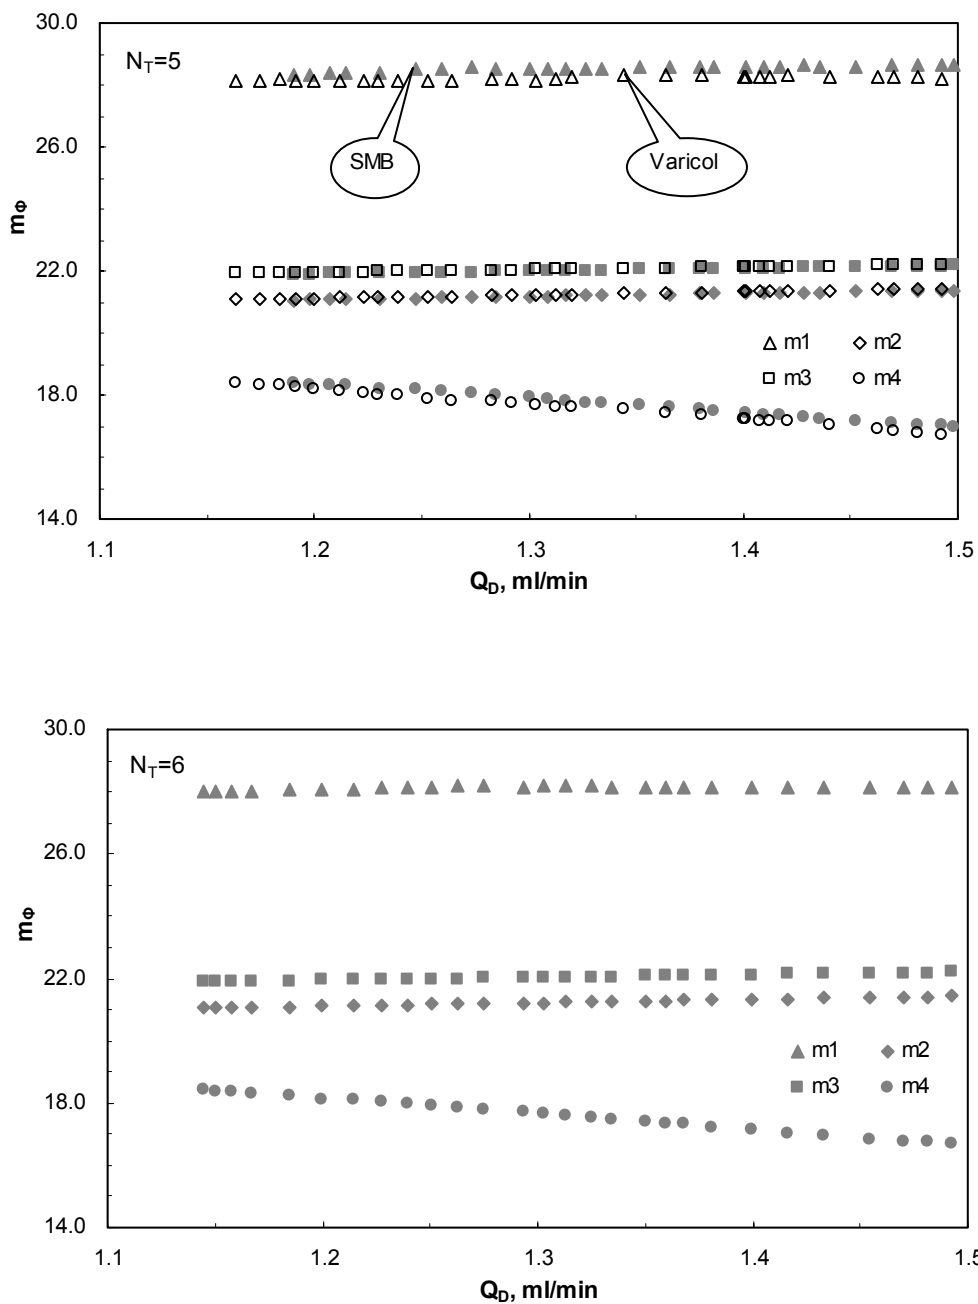 30.0
N_T=5
26.0
SMB
Varicol
m_Φ
22.0
m1 m2
m3 m4
18.0
14.0
1.1 1.2 1.3 1.4 1.5
Q_D, ml/min
30.0
N_T=6
26.0
m_Φ
22.0
m1 m2
m3 m4
18.0
14.0
1.1 1.2 1.3 1.4 1.5
Q_D, ml/min